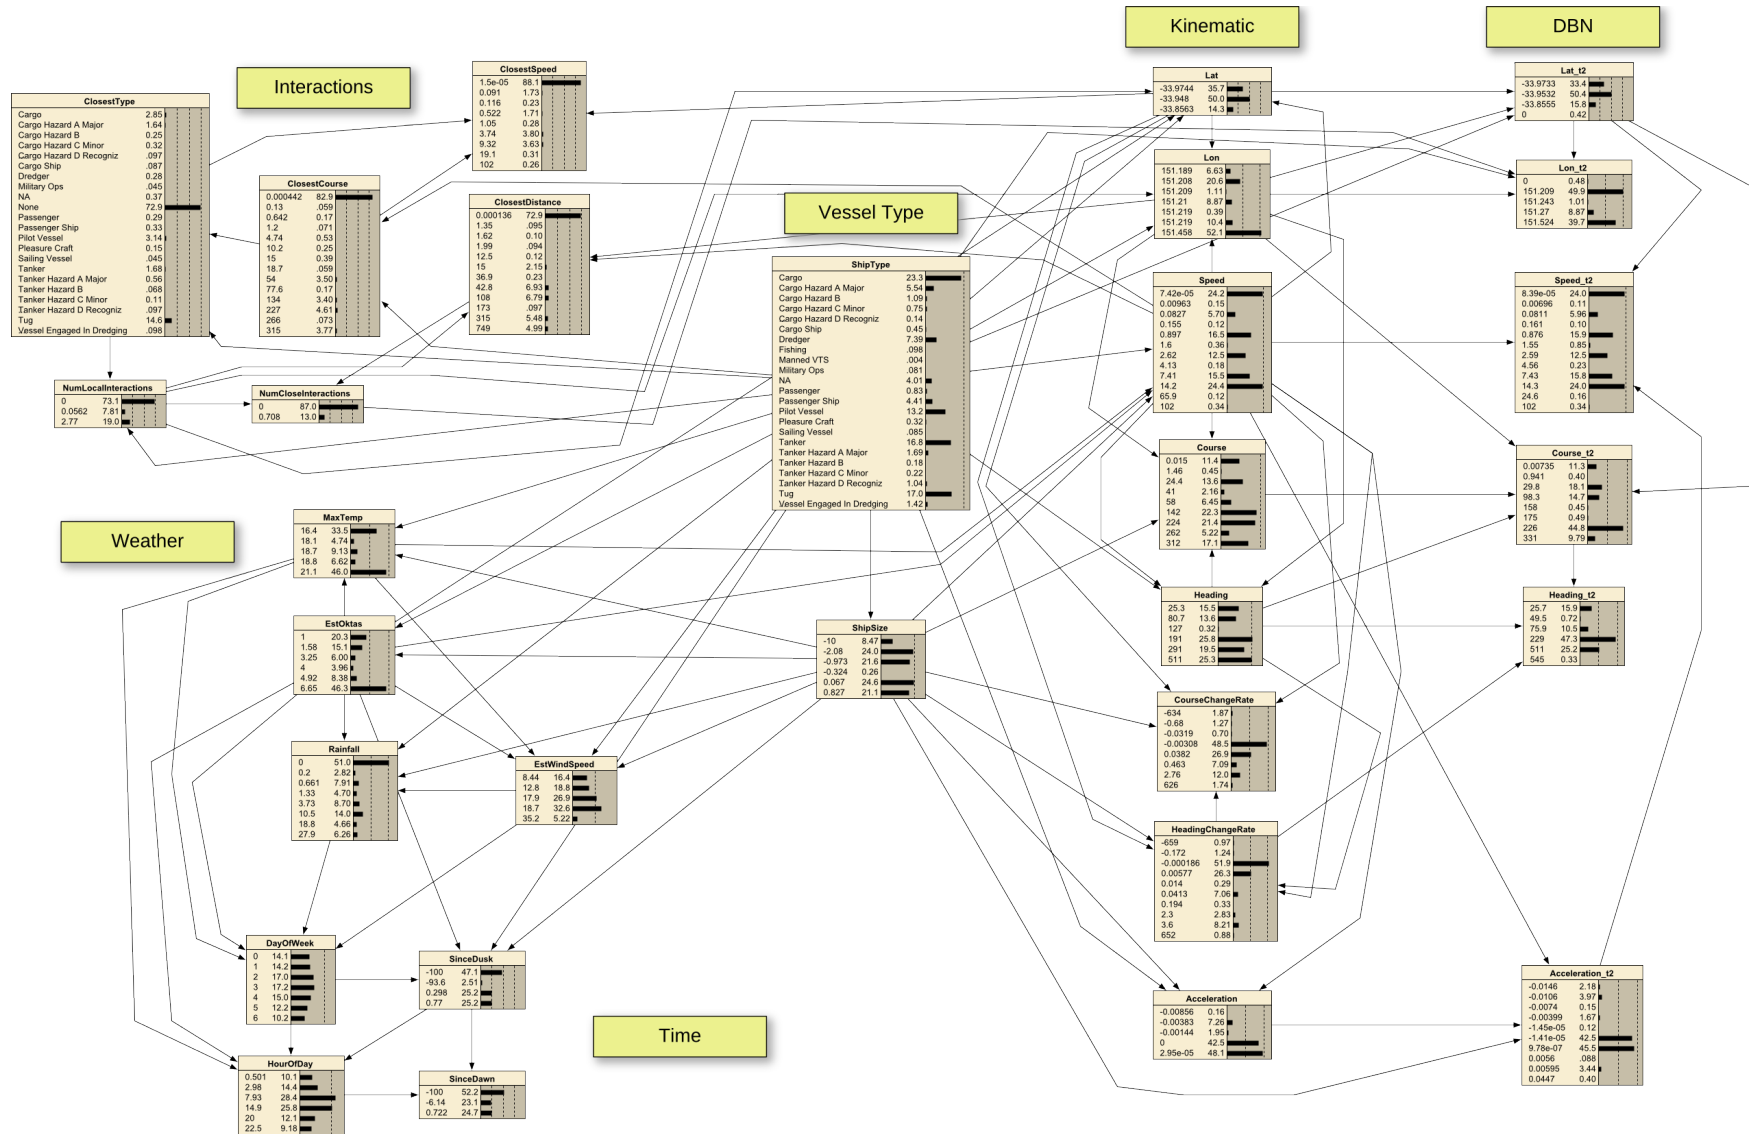 Kinematic
DBN
Interactions
Vessel Type
Weather
Time
ClosestType
Cargo 2.85
Cargo Hazard A Major 1.64
Cargo Hazard B 0.25
Cargo Hazard C Minor 0.32
Cargo Hazard D Recogniz .097
Cargo Ship .087
Dredger 0.28
Military Ops .045
NA 0.37
None 72.9
Passenger 0.29
Passenger Ship 0.33
Pilot Vessel 3.14
Pleasure Craft 0.15
Sailing Vessel .045
Tanker 1.68
Tanker Hazard A Major 0.56
Tanker Hazard B .068
Tanker Hazard C Minor 0.11
Tanker Hazard D Recogniz .097
Tug 14.6
Vessel Engaged In Dredging .098
ClosestSpeed
1.5e-05 88.1
0.091 1.73
0.116 0.23
0.522 1.71
1.05 0.28
3.74 3.80
9.32 3.63
19.1 0.31
102 0.26
ClosestCourse
0.000442 82.9
0.13 .059
0.642 0.17
1.2 .071
4.74 0.53
10.2 0.25
15 0.39
18.7 .059
54 3.50
77.6 0.17
134 3.40
227 4.61
266 .073
315 3.77
ClosestDistance
0.000136 72.9
1.35 .095
1.62 0.10
1.99 .094
12.5 0.12
15 2.15
36.9 0.23
42.8 6.93
108 6.79
173 .097
315 5.48
749 4.99
NumLocalInteractions
0 73.1
0.0562 7.81
2.77 19.0
NumCloseInteractions
0 87.0
0.708 13.0
ShipType
Cargo 23.3
Cargo Hazard A Major 5.54
Cargo Hazard B 1.09
Cargo Hazard C Minor 0.75
Cargo Hazard D Recogniz 0.14
Cargo Ship 0.45
Dredger 7.39
Fishing .098
Manned VTS .004
Military Ops .081
NA 4.01
Passenger 0.83
Passenger Ship 4.41
Pilot Vessel 13.2
Pleasure Craft 0.32
Sailing Vessel .085
Tanker 16.8
Tanker Hazard A Major 1.69
Tanker Hazard B 0.18
Tanker Hazard C Minor 0.22
Tanker Hazard D Recogniz 1.04
Tug 17.0
Vessel Engaged In Dredging 1.42
ShipSize
-10 8.47
-2.08 24.0
-0.973 21.6
-0.324 0.26
0.067 24.6
0.827 21.1
MaxTemp
16.4 33.5
18.1 4.74
18.7 9.13
18.8 6.62
21.1 46.0
EstOktas
1 20.3
1.58 15.1
3.25 6.00
4 3.96
4.92 8.38
6.65 46.3
Rainfall
0 51.0
0.2 2.82
0.661 7.91
1.33 4.70
3.73 8.70
10.5 14.0
18.8 4.66
27.9 6.26
EstWindSpeed
8.44 16.4
12.8 18.8
17.9 26.9
18.7 32.6
35.2 5.22
DayOfWeek
0 14.1
1 14.2
2 17.0
3 17.2
4 15.0
5 12.2
6 10.2
SinceDusk
-100 47.1
-93.6 2.51
0.298 25.2
0.77 25.2
HourOfDay
0.501 10.1
2.98 14.4
7.93 28.4
14.9 25.8
20 12.1
22.5 9.18
SinceDawn
-100 52.2
-6.14 23.1
0.722 24.7
Lat
-33.9744 35.7
-33.948 50.0
-33.8563 14.3
Lon
151.189 6.63
151.208 20.6
151.209 1.11
151.21 8.87
151.219 0.39
151.219 10.4
151.458 52.1
Speed
7.42e-05 24.2
0.00963 0.15
0.0827 5.70
0.155 0.12
0.897 16.5
1.6 0.36
2.62 12.5
4.13 0.18
7.41 15.5
14.2 24.4
65.9 0.12
102 0.34
Course
0.015 11.4
1.46 0.45
24.4 13.6
41 2.16
58 6.45
142 22.3
224 21.4
262 5.22
312 17.1
Heading
25.3 15.5
80.7 13.6
127 0.32
191 25.8
291 19.5
511 25.3
CourseChangeRate
-634 1.87
-0.68 1.27
-0.0319 0.70
-0.00308 48.5
0.0382 26.9
0.463 7.09
2.76 12.0
626 1.74
HeadingChangeRate
-659 0.97
-0.172 1.24
-0.000186 51.9
0.00577 26.3
0.014 0.29
0.0413 7.06
0.194 0.33
2.3 2.83
3.6 8.21
652 0.88
Acceleration
-0.00856 0.16
-0.00383 7.26
-0.00144 1.95
0 42.5
2.95e-05 48.1
Lat_t2
-33.9733 33.4
-33.9532 50.4
-33.8555 15.8
0 0.42
Lon_t2
0 0.48
151.209 49.9
151.243 1.01
151.27 8.87
151.524 39.7
Speed_t2
8.39e-05 24.0
0.00696 0.11
0.0811 5.96
0.161 0.10
0.876 15.9
1.55 0.85
2.59 12.5
4.56 0.23
7.43 15.8
14.3 24.0
24.6 0.16
102 0.34
Course_t2
0.00735 11.3
0.941 0.40
29.8 18.1
98.3 14.7
158 0.45
175 0.49
226 44.8
331 9.79
Heading_t2
25.7 15.9
49.5 0.72
75.9 10.5
229 47.3
511 25.2
545 0.33
Acceleration_t2
-0.0146 2.18
-0.0106 3.97
-0.0074 0.15
-0.00399 1.67
-1.45e-05 0.12
-1.41e-05 42.5
9.78e-07 45.5
0.0056 .088
0.00595 3.44
0.0447 0.40